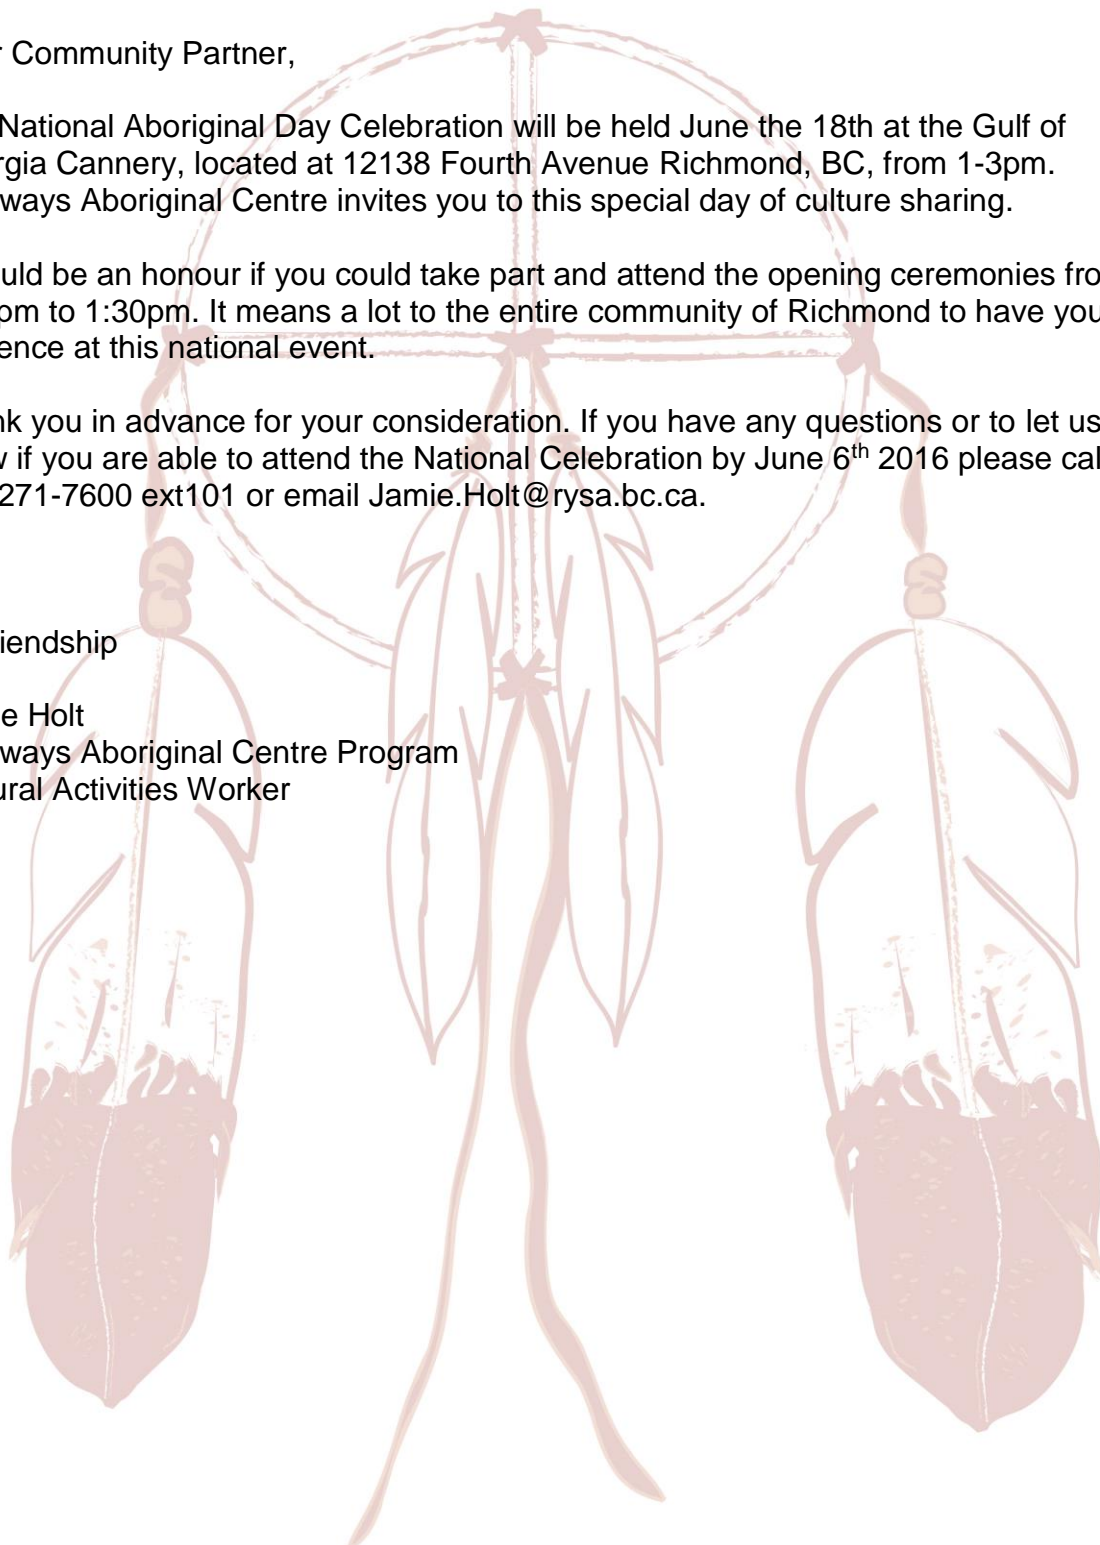 r Community Partner,
National Aboriginal Day Celebration will be held June the 18th at the Gulf of
rgia Cannery, located at 12138 Fourth Avenue Richmond, BC, from 1-3pm.
ways Aboriginal Centre invites you to this special day of culture sharing.
uld be an honour if you could take part and attend the opening ceremonies fro
pm to 1:30pm. It means a lot to the entire community of Richmond to have you
ence at this national event.
nk you in advance for your consideration. If you have any questions or to let us
w if you are able to attend the National Celebration by June 6th 2016 please cal
271-7600 ext101 or email Jamie.Holt@rysa.bc.ca.
iendship
e Holt
ways Aboriginal Centre Program
ural Activities Worker